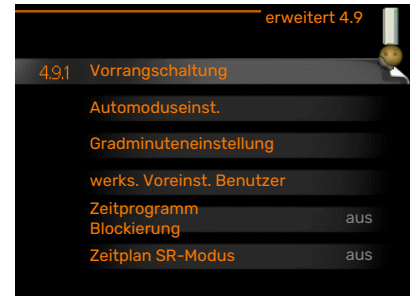 erweitert 4.9
4.9.1 Vorrangschaltung
Automoduseinst.
Gradminuteneinstellung
werks. Voreinst. Benutzer
Zeitprogramm
Blockierung aus
Zeitplan SR-Modus aus